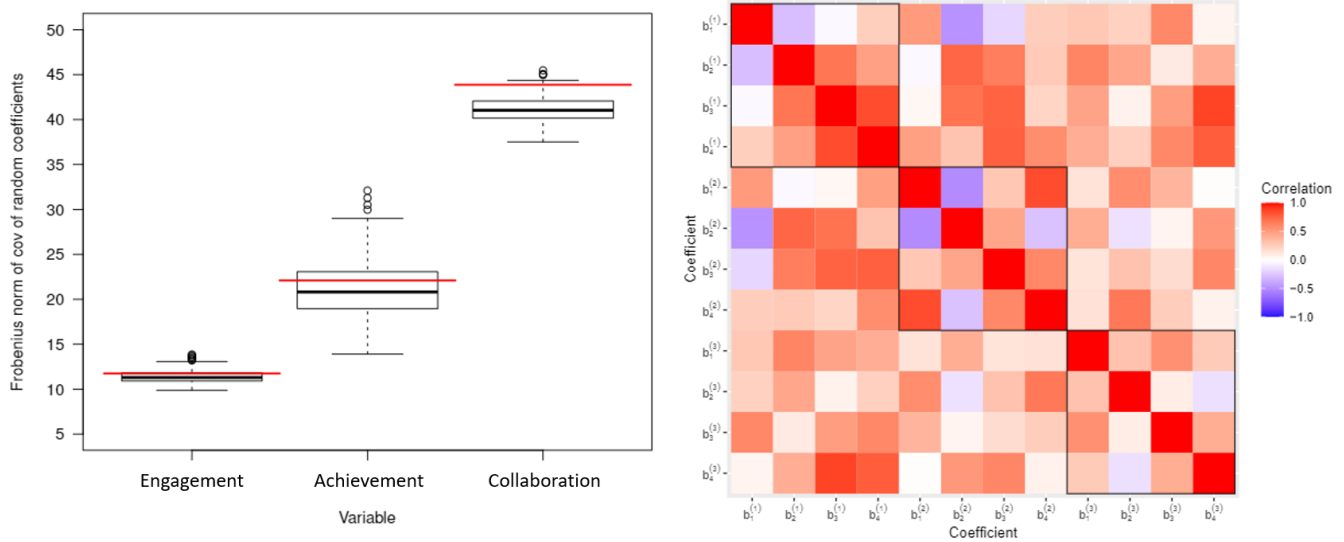 Frobenius norm of cov of random coefficients
50
45
40
35
30
25
20
15
10
5
Engagement Achievement Collaboration
Variable
Coefficient
b₁⁽¹⁾
b₂⁽¹⁾
b₃⁽¹⁾
b₄⁽¹⁾
b₁⁽²⁾
b₂⁽²⁾
b₃⁽²⁾
b₄⁽²⁾
b₁⁽³⁾
b₂⁽³⁾
b₃⁽³⁾
b₄⁽³⁾
b₁⁽¹⁾ b₂⁽¹⁾ b₃⁽¹⁾ b₄⁽¹⁾ b₁⁽²⁾ b₂⁽²⁾ b₃⁽²⁾ b₄⁽²⁾ b₁⁽³⁾ b₂⁽³⁾ b₃⁽³⁾ b₄⁽³⁾
Coefficient
Correlation
1.0
0.5
0.0
−0.5
−1.0